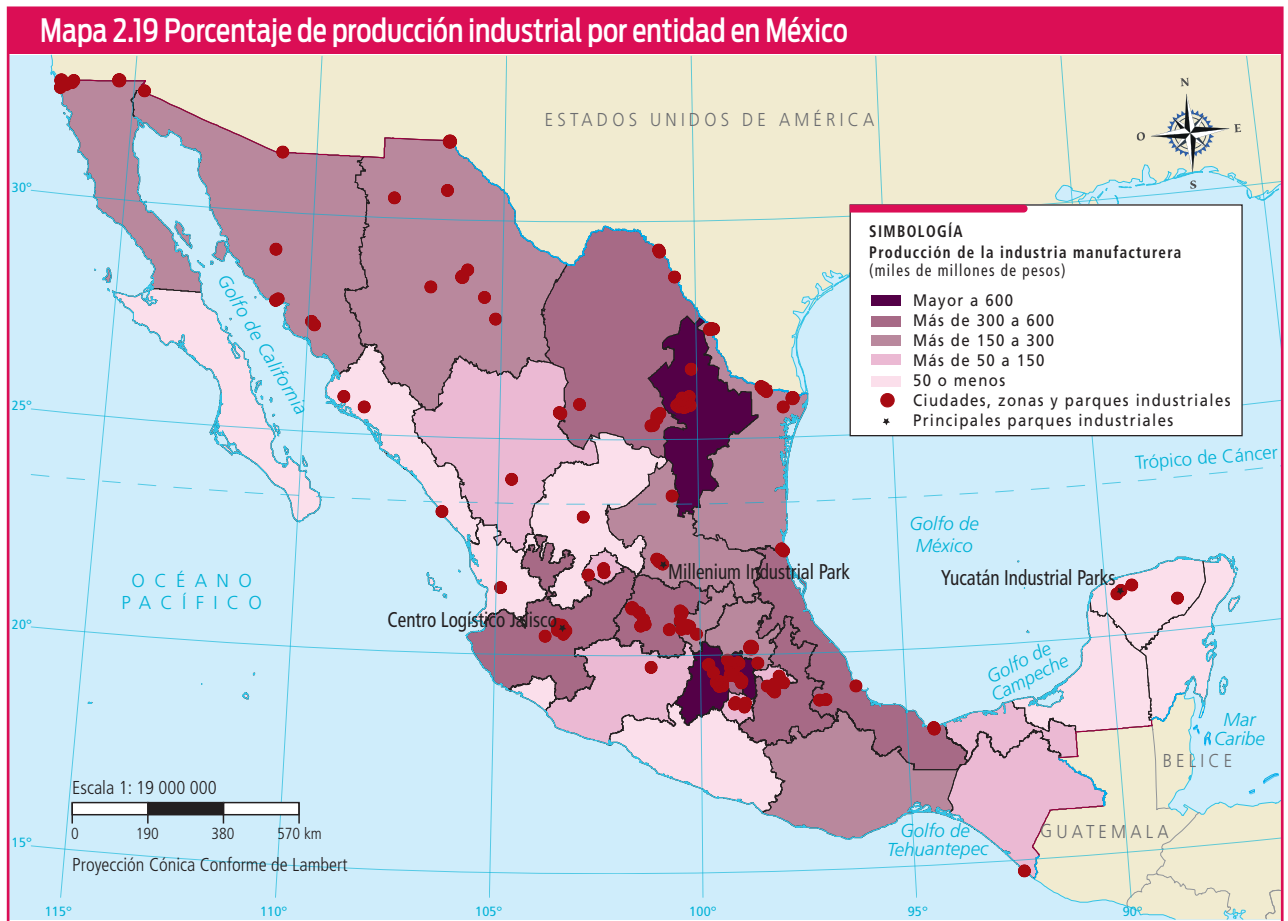 Mapa 2.19 Porcentaje de producción industrial por entidad en México
ESTADOS UNIDOS DE AMÉRICA
N
O
E
S
30°
25°
20°
15°
SIMBOLOGÍA
Producción de la industria manufacturera
(miles de millones de pesos)
Mayor a 600
Más de 300 a 600
Más de 150 a 300
Más de 50 a 150
50 o menos
Ciudades, zonas y parques industriales
Principales parques industriales
Golfo de California
Trópico de Cáncer
Golfo de
México
OCÉANO
PACÍFICO
Millenium Industrial Park
Yucatán Industrial Parks
Centro Logístico Jalisco
Golfo de
Campeche
Mar
Caribe
BELICE
GUATEMALA
Golfo de
Tehuantepec
Escala 1: 19 000 000
0 190 380 570 km
Proyección Cónica Conforme de Lambert
115° 110° 105° 100° 95° 90°